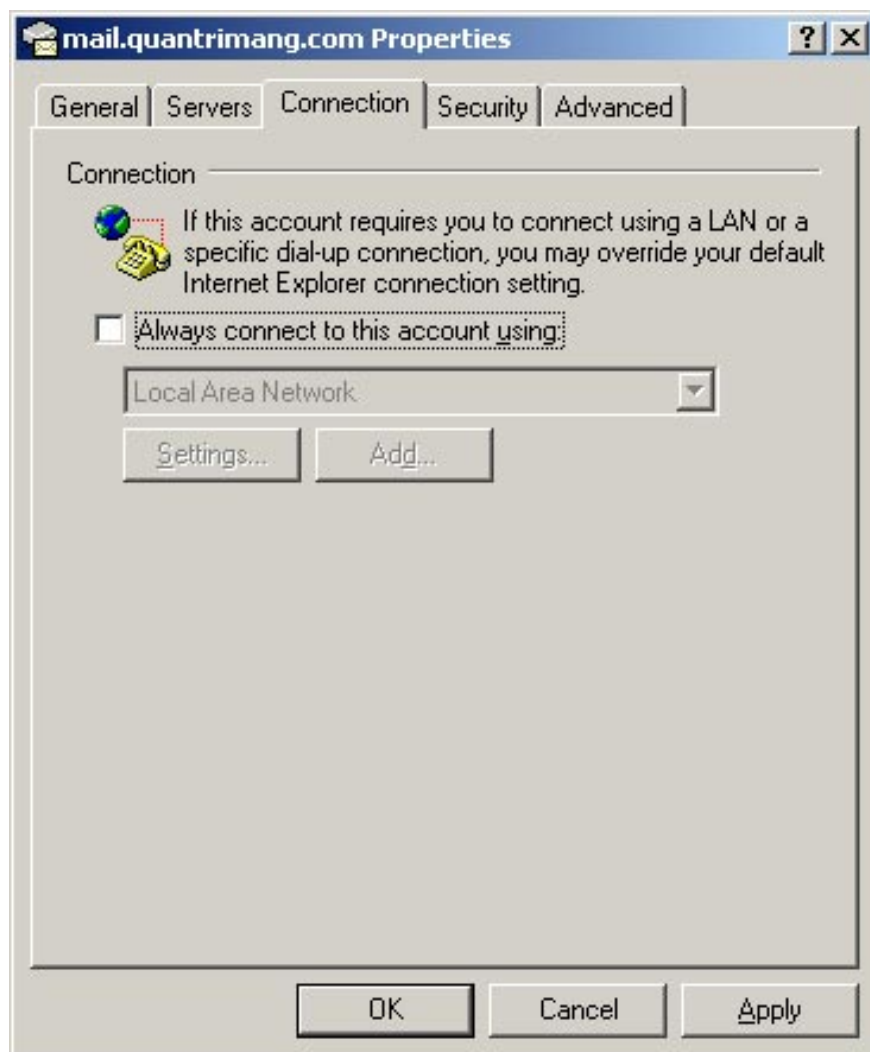 mail.quantrimang.com Properties
General Servers Connection Security Advanced
Connection
If this account requires you to connect using a LAN or a
specific dial-up connection, you may override your default
Internet Explorer connection setting.
Always connect to this account using:
Local Area Network
Settings... Add...
OK Cancel Apply